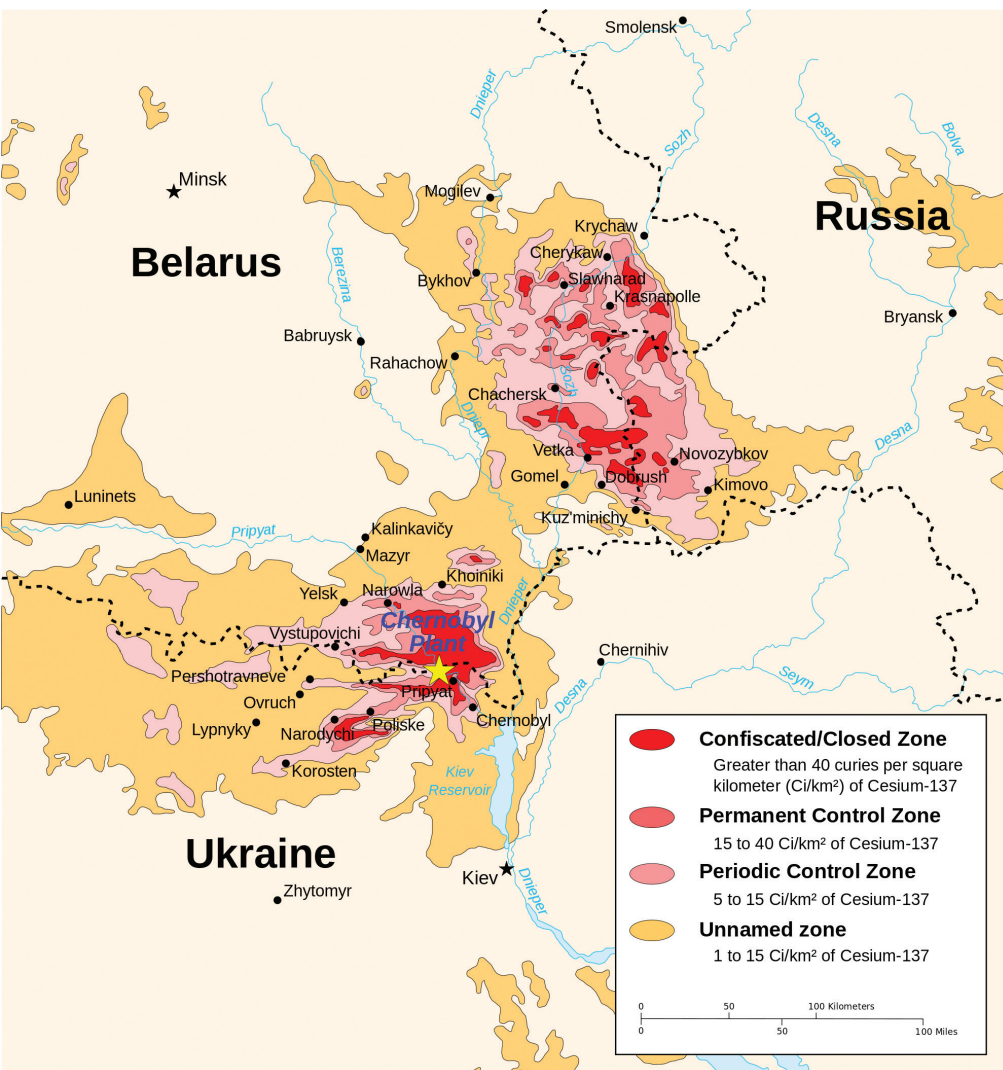 Smolensk
Dnieper
Sozh
Desna
Bolva
Minsk
Mogilev
Russia
Krychaw
Belarus
Cherykaw
Berezina
Bykhov
Slawharad
Krasnapolle
Bryansk
Babruysk
Rahachow
Sozh
Chachersk
Dniepr
Desna
Vetka
Novozybkov
Gomel
Dobrush
Kimovo
Luninets
Kuz'minichy
Pripyat
Kalinkavičy
Mazyr
Khoiniki
Yelsk
Narowla
Dnieper
Chernobyl
Plant
Vystupovichi
Chernihiv
Pershotravneve
Seym
Pripyat
Ovruch
Desna
Lypnyky
Narodychi
Poliske
Chernobyl
Korosten
Kiev
Reservoir
Ukraine
Kiev
Zhytomyr
Dnieper
Confiscated/Closed Zone
Greater than 40 curies per square
kilometer (Ci/km²) of Cesium-137
Permanent Control Zone
15 to 40 Ci/km² of Cesium-137
Periodic Control Zone
5 to 15 Ci/km² of Cesium-137
Unnamed zone
1 to 15 Ci/km² of Cesium-137
0 50 100 Kilometers
0 50 100 Miles